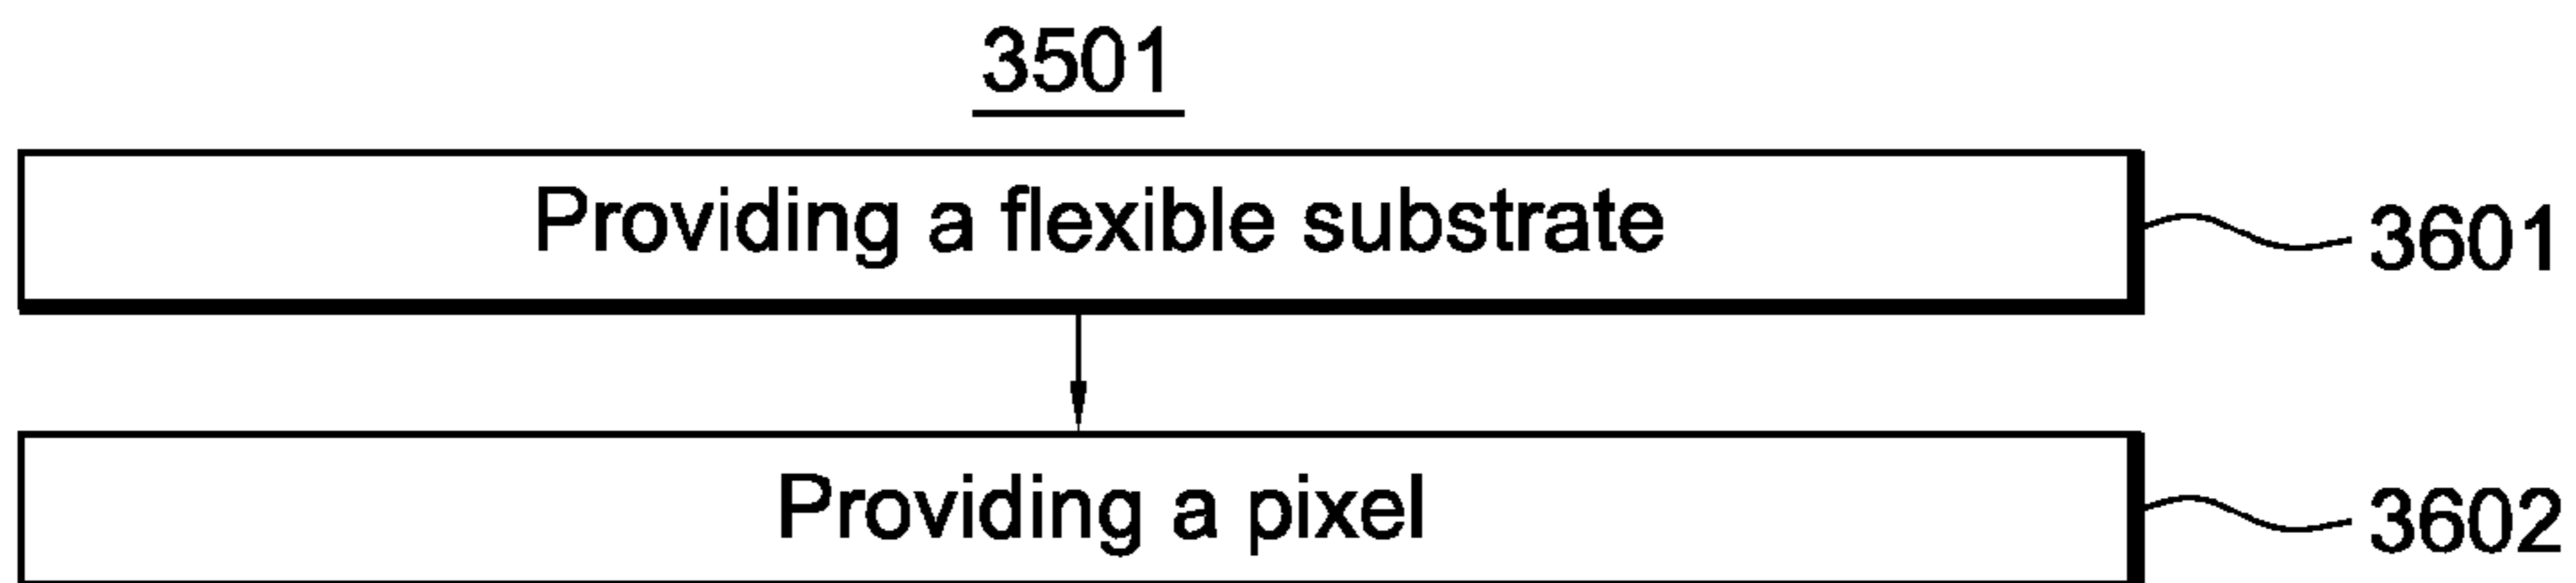 3501
Providing a flexible substrate
3601
Providing a pixel
3602